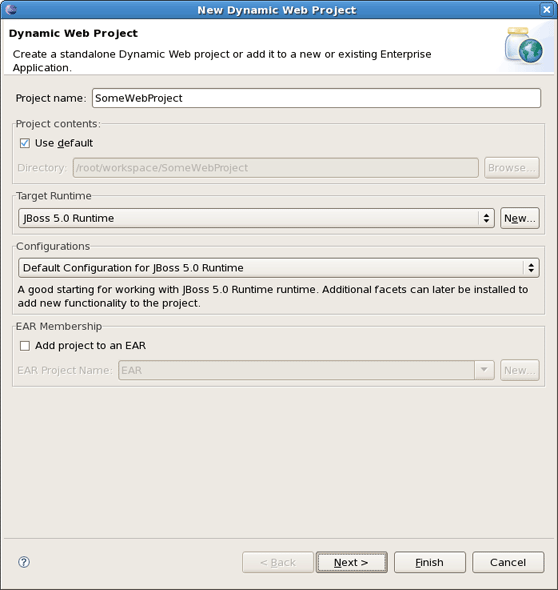 New Dynamic Web Project
Dynamic Web Project
Create a standalone Dynamic Web project or add it to a new or existing Enterprise
Application.
Project name: SomeWebProject
Project contents:
Use default
Directory: /root/workspace/SomeWebProject Browse...
Target Runtime
JBoss 5.0 Runtime New...
Configurations
Default Configuration for JBoss 5.0 Runtime
A good starting for working with JBoss 5.0 Runtime runtime. Additional facets can later be installed to
add new functionality to the project.
EAR Membership
Add project to an EAR
EAR Project Name: EAR New...
? < Back Next > Finish Cancel